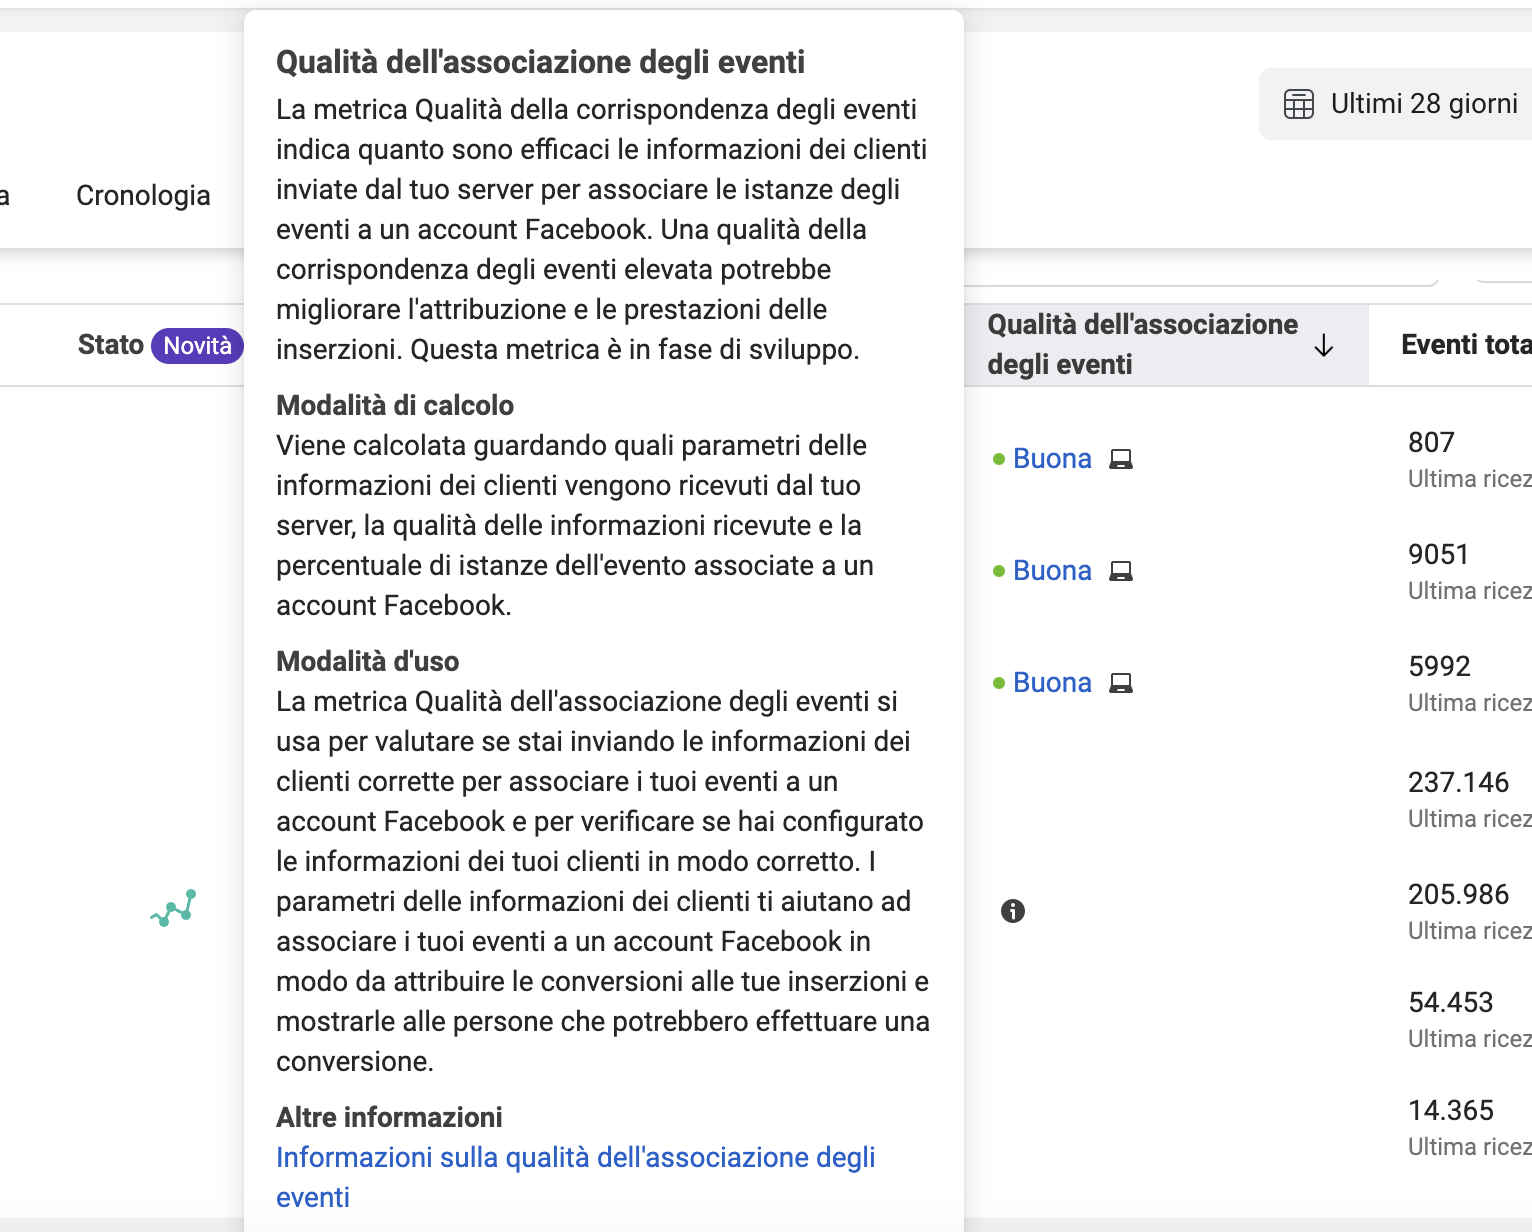 Qualità dell'associazione degli eventi
La metrica Qualità della corrispondenza degli eventi
indica quanto sono efficaci le informazioni dei clienti
inviate dal tuo server per associare le istanze degli
eventi a un account Facebook. Una qualità della
corrispondenza degli eventi elevata potrebbe
migliorare l'attribuzione e le prestazioni delle
inserzioni. Questa metrica è in fase di sviluppo.
Modalità di calcolo
Viene calcolata guardando quali parametri delle
informazioni dei clienti vengono ricevuti dal tuo
server, la qualità delle informazioni ricevute e la
percentuale di istanze dell'evento associate a un
account Facebook.
Modalità d'uso
La metrica Qualità dell'associazione degli eventi si
usa per valutare se stai inviando le informazioni dei
clienti corrette per associare i tuoi eventi a un
account Facebook e per verificare se hai configurato
le informazioni dei tuoi clienti in modo corretto. I
parametri delle informazioni dei clienti ti aiutano ad
associare i tuoi eventi a un account Facebook in
modo da attribuire le conversioni alle tue inserzioni e
mostrarle alle persone che potrebbero effettuare una
conversione.
Altre informazioni
Informazioni sulla qualità dell'associazione degli
eventi
Ultimi 28 giorni
a Cronologia
Stato Novità
Qualità dell'associazione
degli eventi
Eventi tota
Buona
807
Ultima ricez
Buona
9051
Ultima ricez
Buona
5992
Ultima ricez
237.146
Ultima ricez
205.986
Ultima ricez
54.453
Ultima ricez
14.365
Ultima ricez